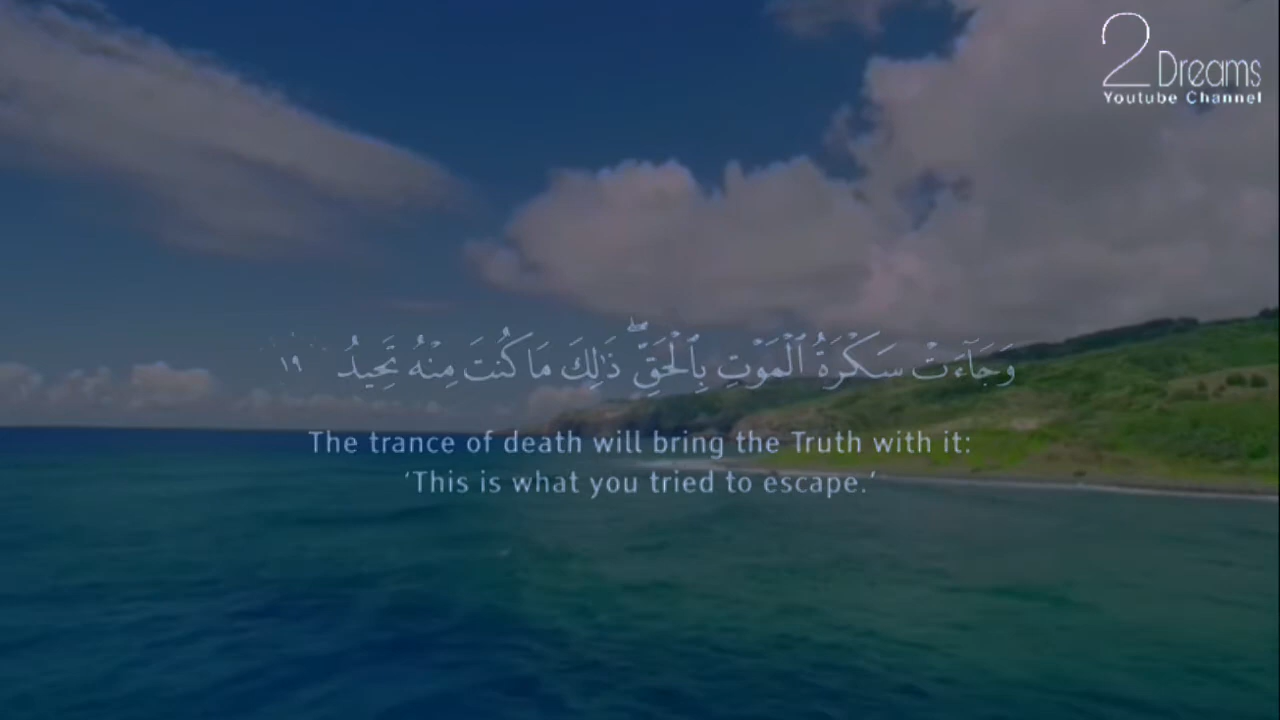 2 Dreams
Youtube Channel
وَجَآءَتْ سَكْرَةُ ٱلْمَوْتِ بِٱلْحَقِّ ۖ ذَٰلِكَ مَا كُنتَ مِنْهُ تَحِيدُ ١٩
The trance of death will bring the Truth with it:
‘This is what you tried to escape.’